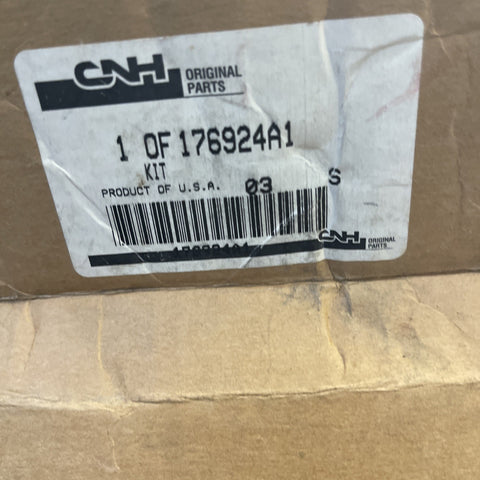 CNH ORIGINAL PARTS
1 OF 176924A1
KIT
PRODUCT OF U.S.A. 03 S
CNH ORIGINAL PARTS